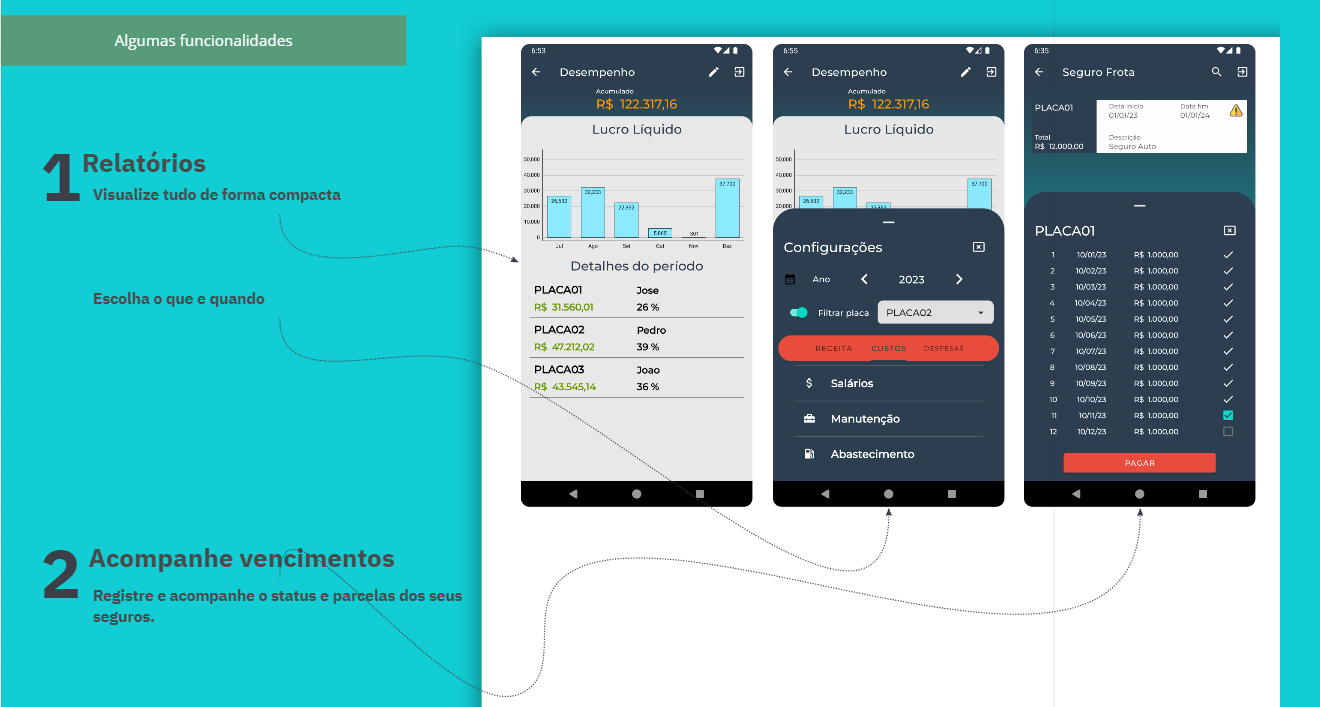 Algumas funcionalidades
1
Relatórios
Visualize tudo de forma compacta
Escolha o que e quando
2
Acompanhe vencimentos
Registre e acompanhe o status e parcelas dos seus
seguros.
6:53
Desempenho
Acumulado
R$ 122.317,16
Lucro Líquido
50,000
40,000
30,000
20,000
10,000
0
26,632
32,233
22,892
5,665
301
37,700
Jul Ago Set Out Nov Dez
Detalhes do período
PLACA01 Jose
R$ 31.560,01 26 %
PLACA02 Pedro
R$ 47.212,02 39 %
PLACA03 Joao
R$ 43.545,14 36 %
6:55
Desempenho
Acumulado
R$ 122.317,16
Lucro Líquido
50,000
40,000
30,000
20,000
26,632
32,233
22,892
37,700
Configurações
Ano 2023
Filtrar placa PLACA02
RECEITA CUSTOS DESPESAS
$ Salários
Manutenção
Abastecimento
6:35
Seguro Frota
PLACA01 Data inicio Data fim
01/01/23 01/01/24
Total Descrição
R$ 12.000,00 Seguro Auto
PLACA01
1 10/01/23 R$ 1.000,00
2 10/02/23 R$ 1.000,00
3 10/03/23 R$ 1.000,00
4 10/04/23 R$ 1.000,00
5 10/05/23 R$ 1.000,00
6 10/06/23 R$ 1.000,00
7 10/07/23 R$ 1.000,00
8 10/08/23 R$ 1.000,00
9 10/09/23 R$ 1.000,00
10 10/10/23 R$ 1.000,00
11 10/11/23 R$ 1.000,00
12 10/12/23 R$ 1.000,00
PAGAR